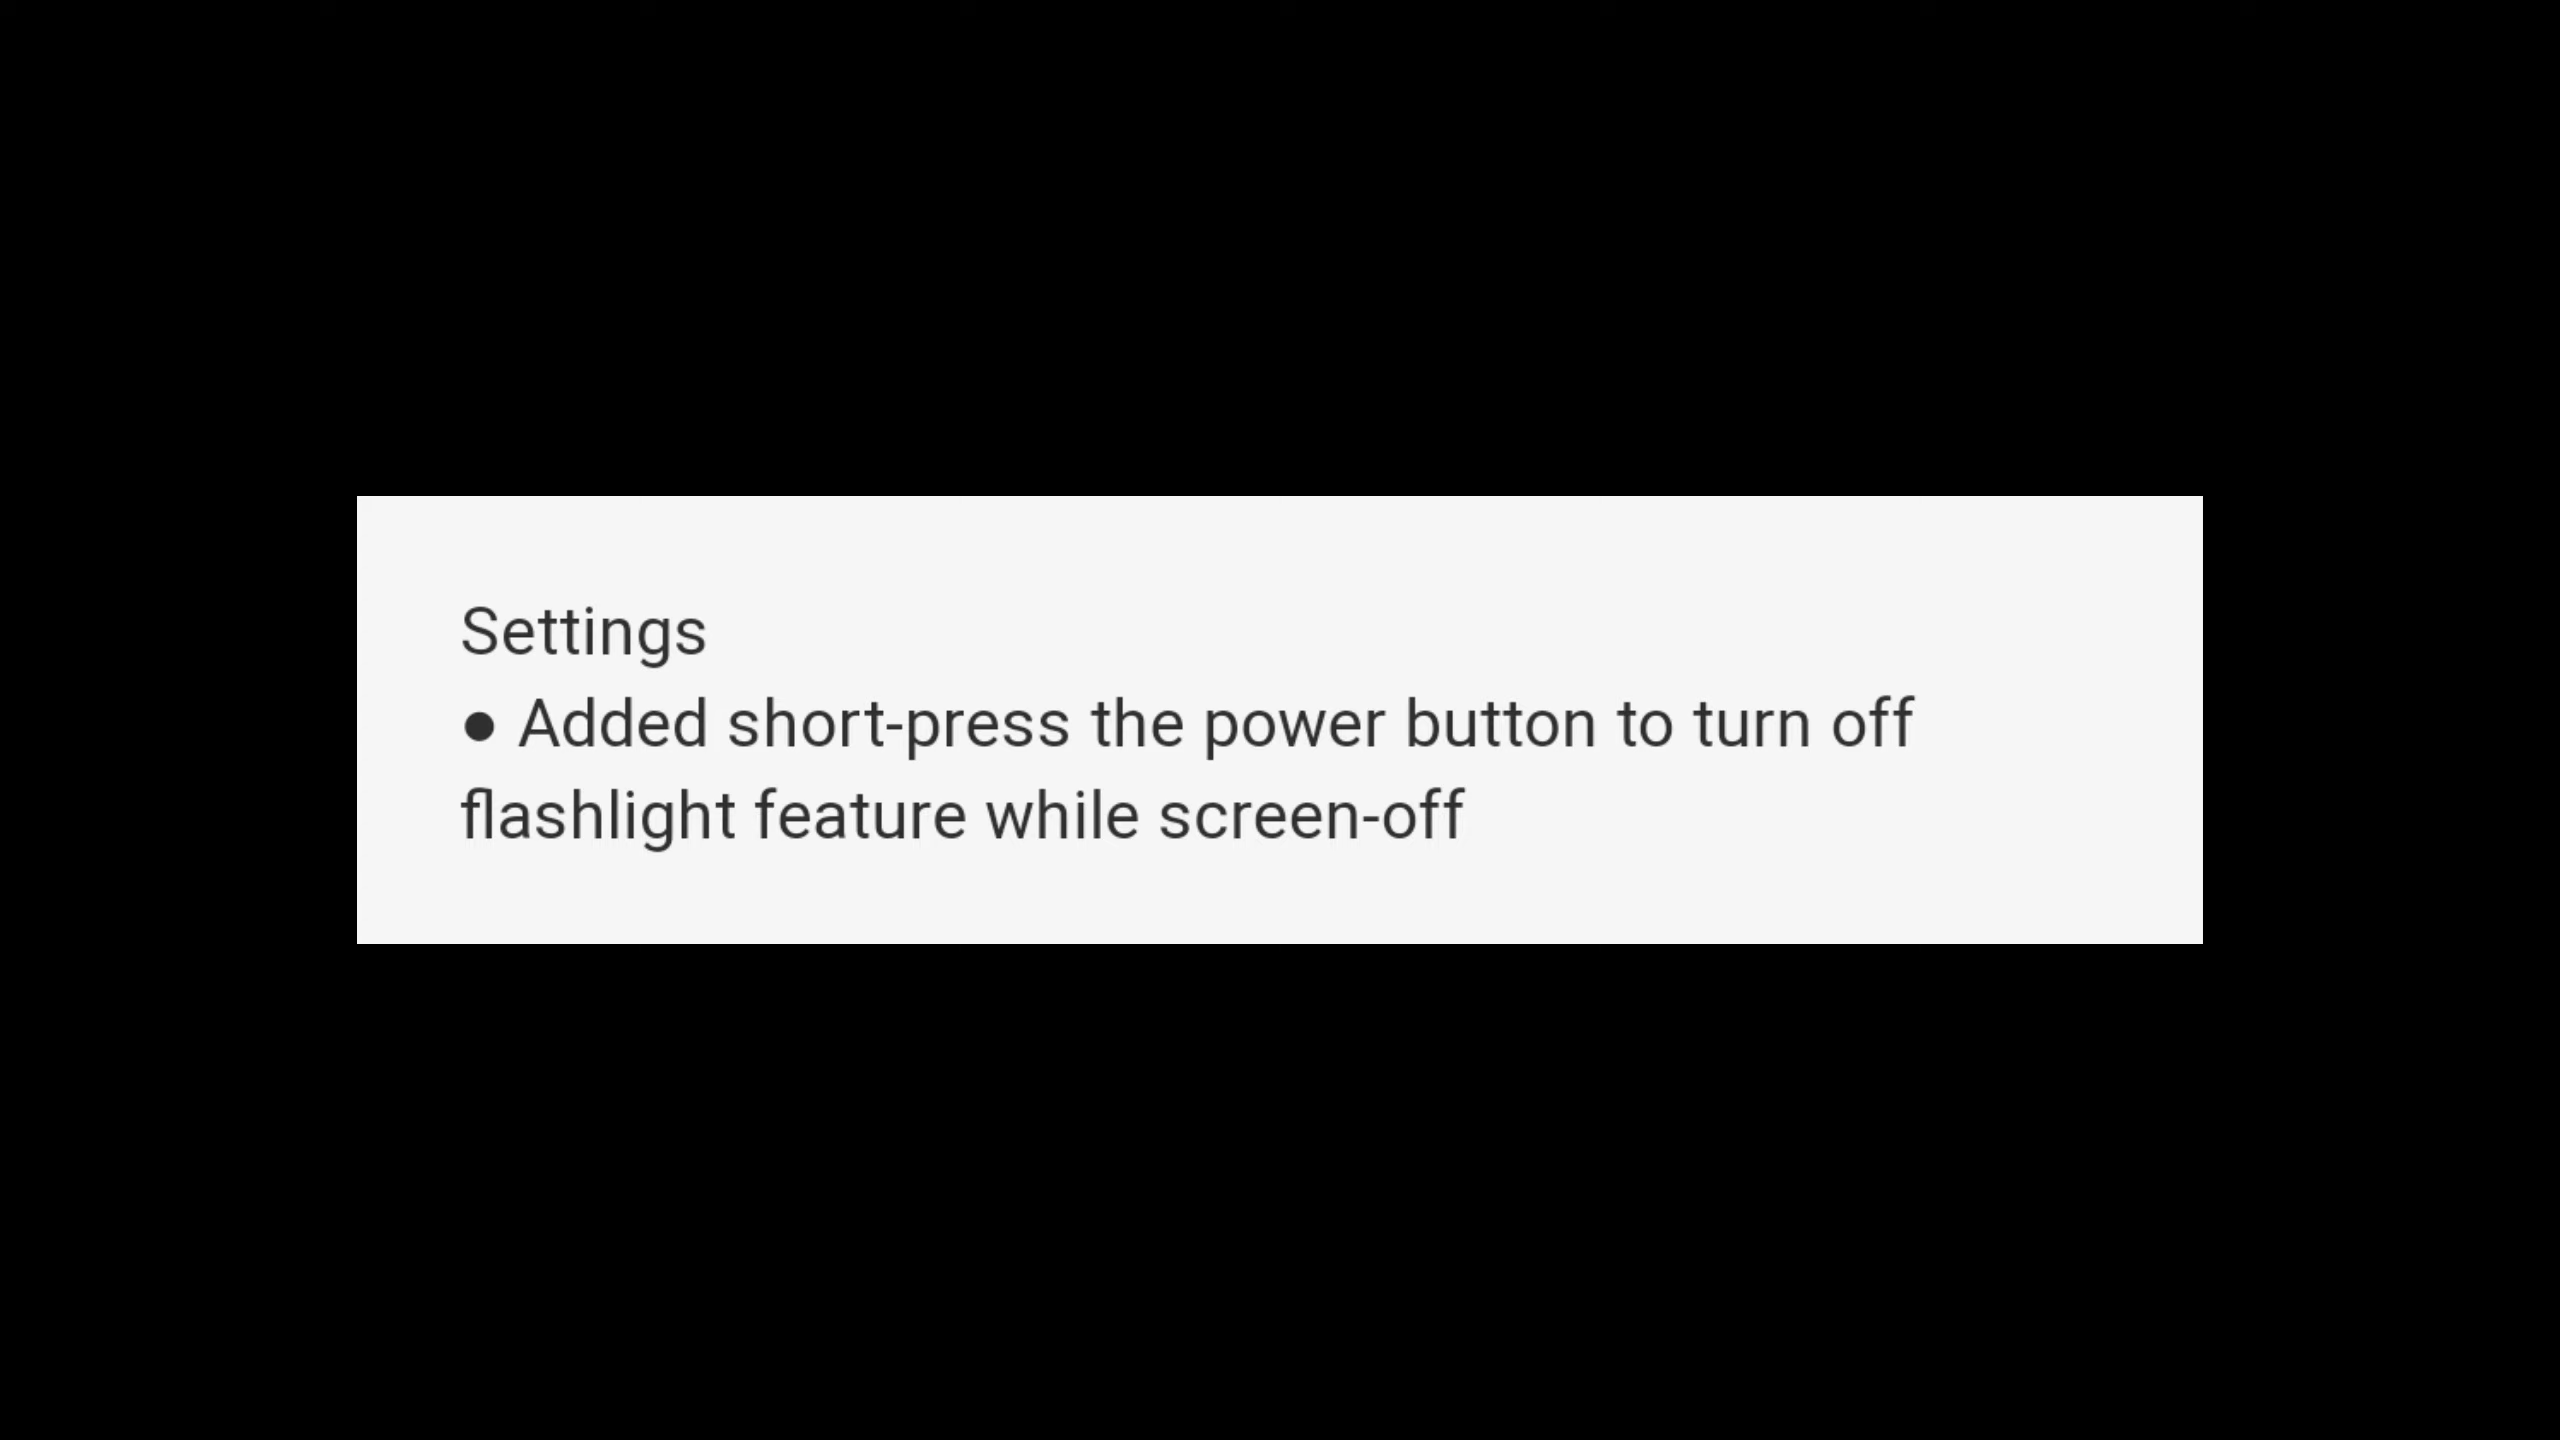 Settings
● Added short-press the power button to turn off
flashlight feature while screen-off